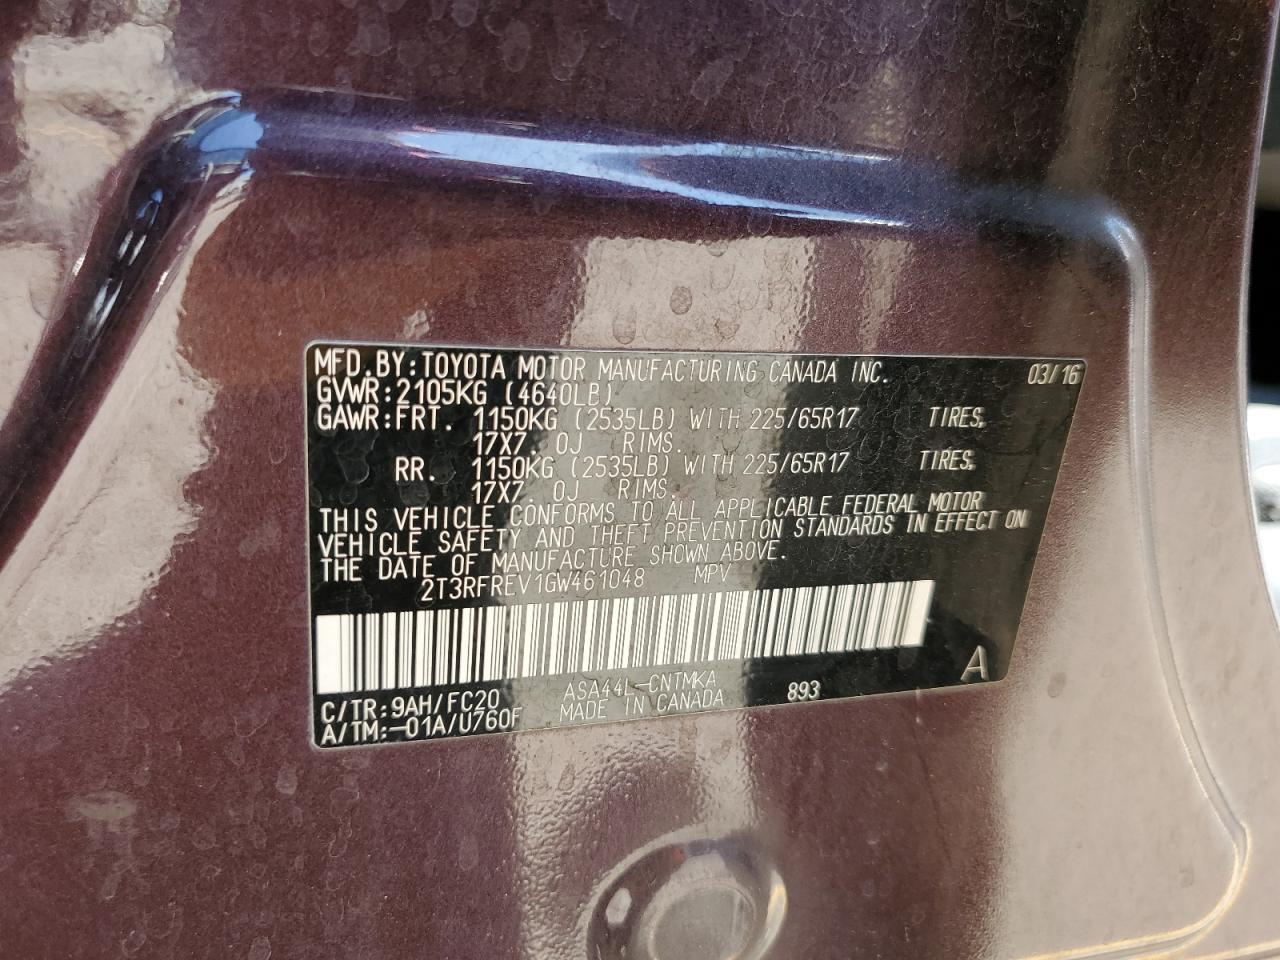 MFD.BY:TOYOTA MOTOR MANUFACTURING CANADA INC. 03/16
GVWR:2105KG (4640LB)
GAWR:FRT. 1150KG (2535LB) WITH 225/65R17 TIRES,
17X7. 0J RIMS.
RR. 1150KG (2535LB) WITH 225/65R17 TIRES,
17X7. 0J RIMS.
THIS VEHICLE CONFORMS TO ALL APPLICABLE FEDERAL MOTOR
VEHICLE SAFETY AND THEFT PREVENTION STANDARDS IN EFFECT ON
THE DATE OF MANUFACTURE SHOWN ABOVE.
2T3RFREV1GW461048 MPV
C/TR:9AH/FC20 ASA44L-CNTMKA 893 A
A/TM:-01A/U760F MADE IN CANADA